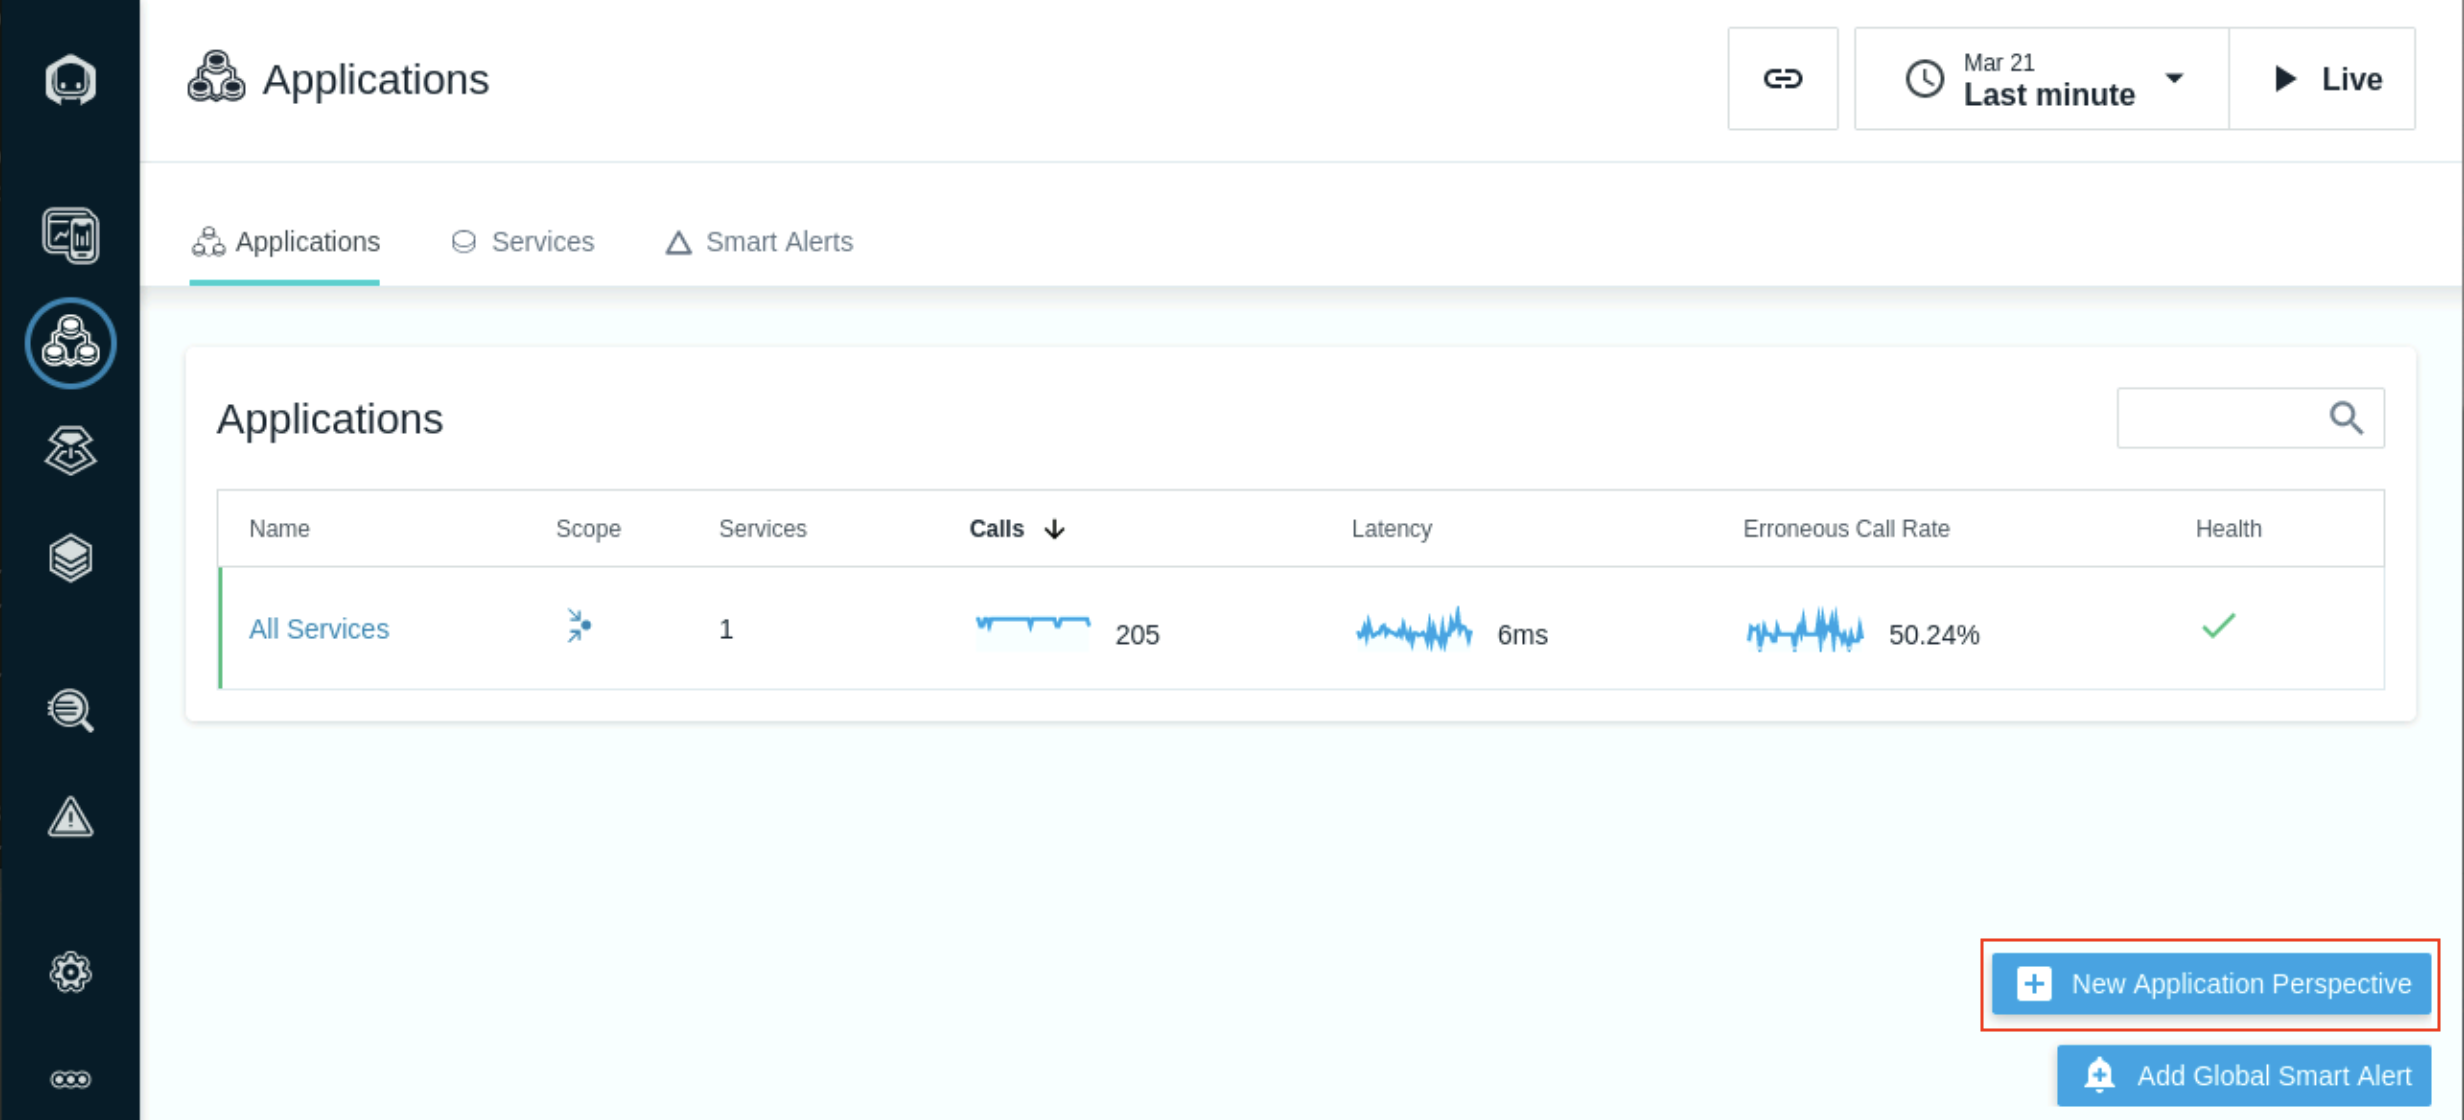 Applications
Mar 21
Last minute
Live
Applications
Services
Smart Alerts
Applications
Name Scope Services Calls Latency Erroneous Call Rate Health
All Services 1 205 6ms 50.24%
New Application Perspective
Add Global Smart Alert